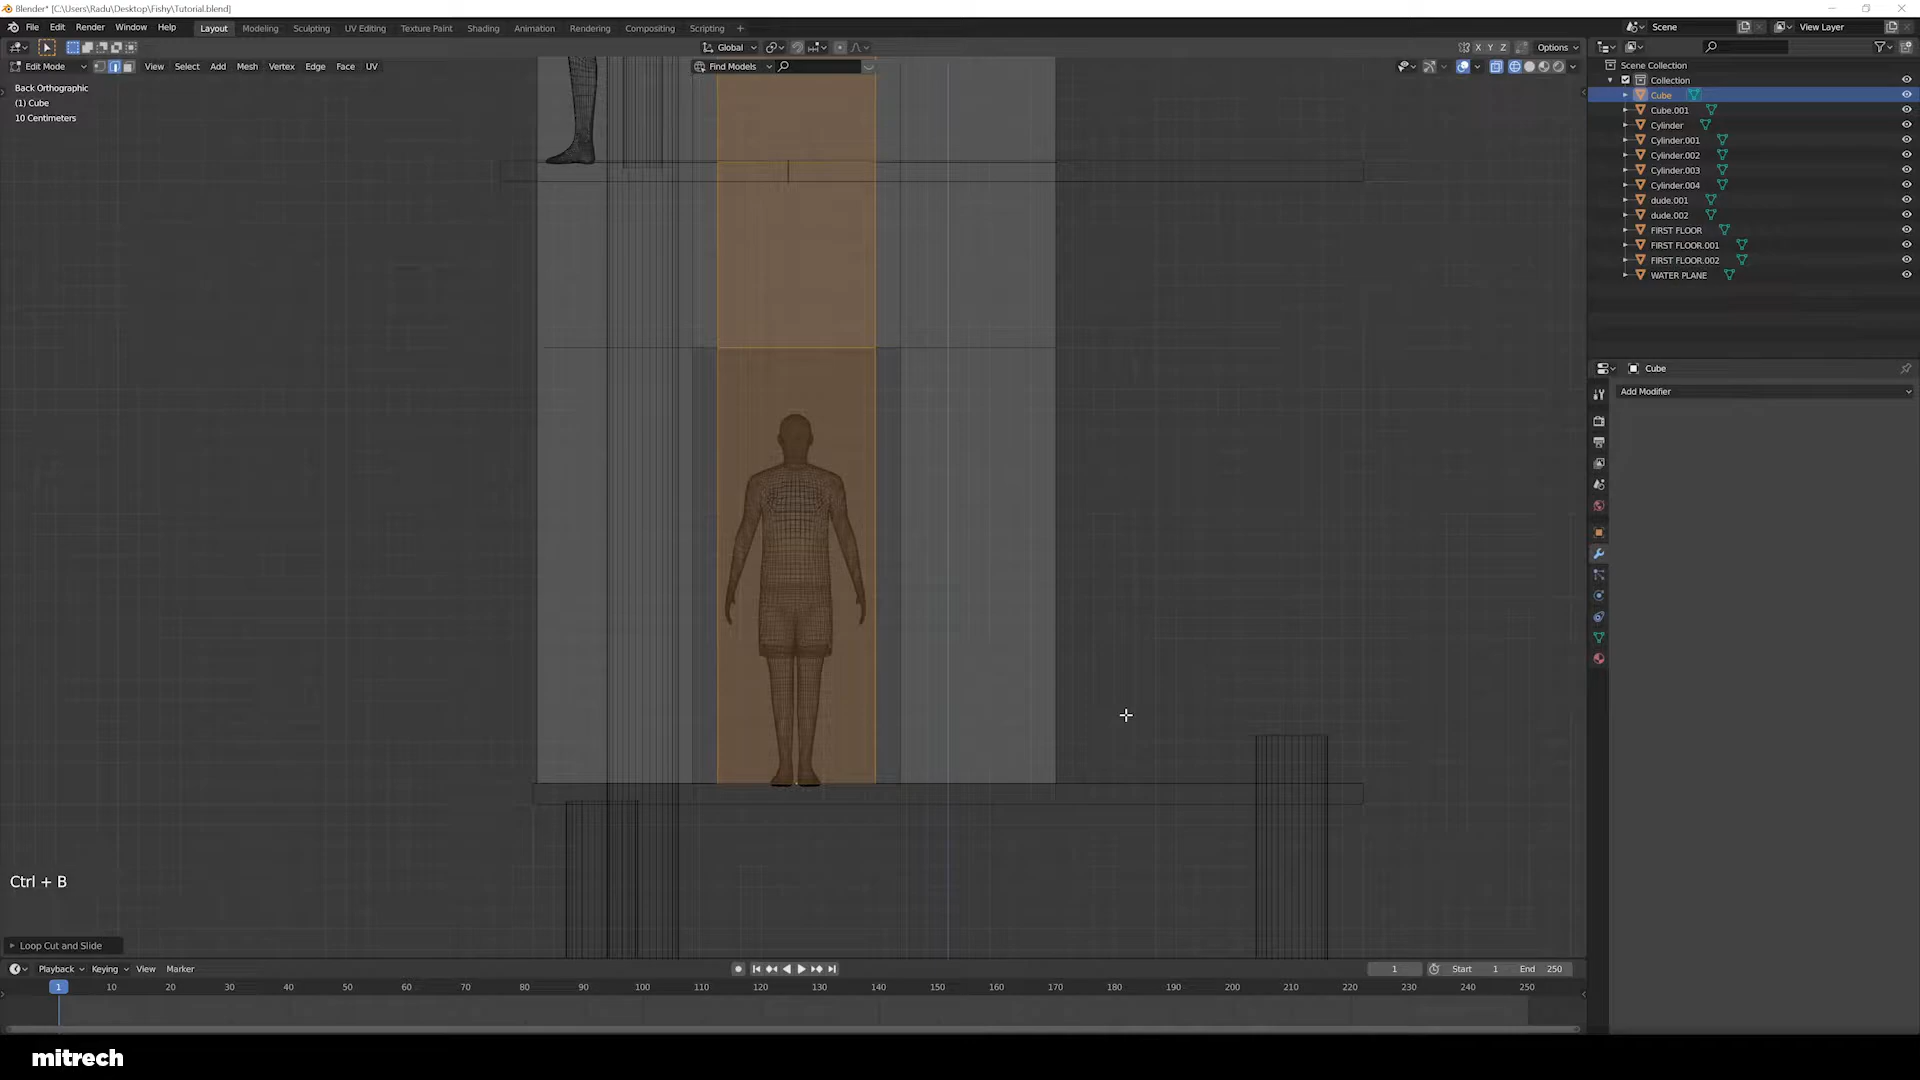 Blender* [C:\Users\Radu\Desktop\Fishy\Tutorial.blend]
File Edit Render Window Help Layout Modeling Sculpting UV Editing Texture Paint Shading Animation Rendering Compositing Scripting + Scene View Layer
Global X Y Z Options
Edit Mode View Select Add Mesh Vertex Edge Face UV Find Models
Back Orthographic
(1) Cube
10 Centimeters
Scene Collection
Collection
Cube
Cube.001
Cylinder
Cylinder.001
Cylinder.002
Cylinder.003
Cylinder.004
dude.001
dude.002
FIRST FLOOR
FIRST FLOOR.001
FIRST FLOOR.002
WATER PLANE
Cube
Add Modifier
Ctrl + B
Loop Cut and Slide
Playback Keying View Marker 1 Start 1 End 250
1 10 20 30 40 50 60 70 80 90 100 110 120 130 140 150 160 170 180 190 200 210 220 230 240 250
mitrech